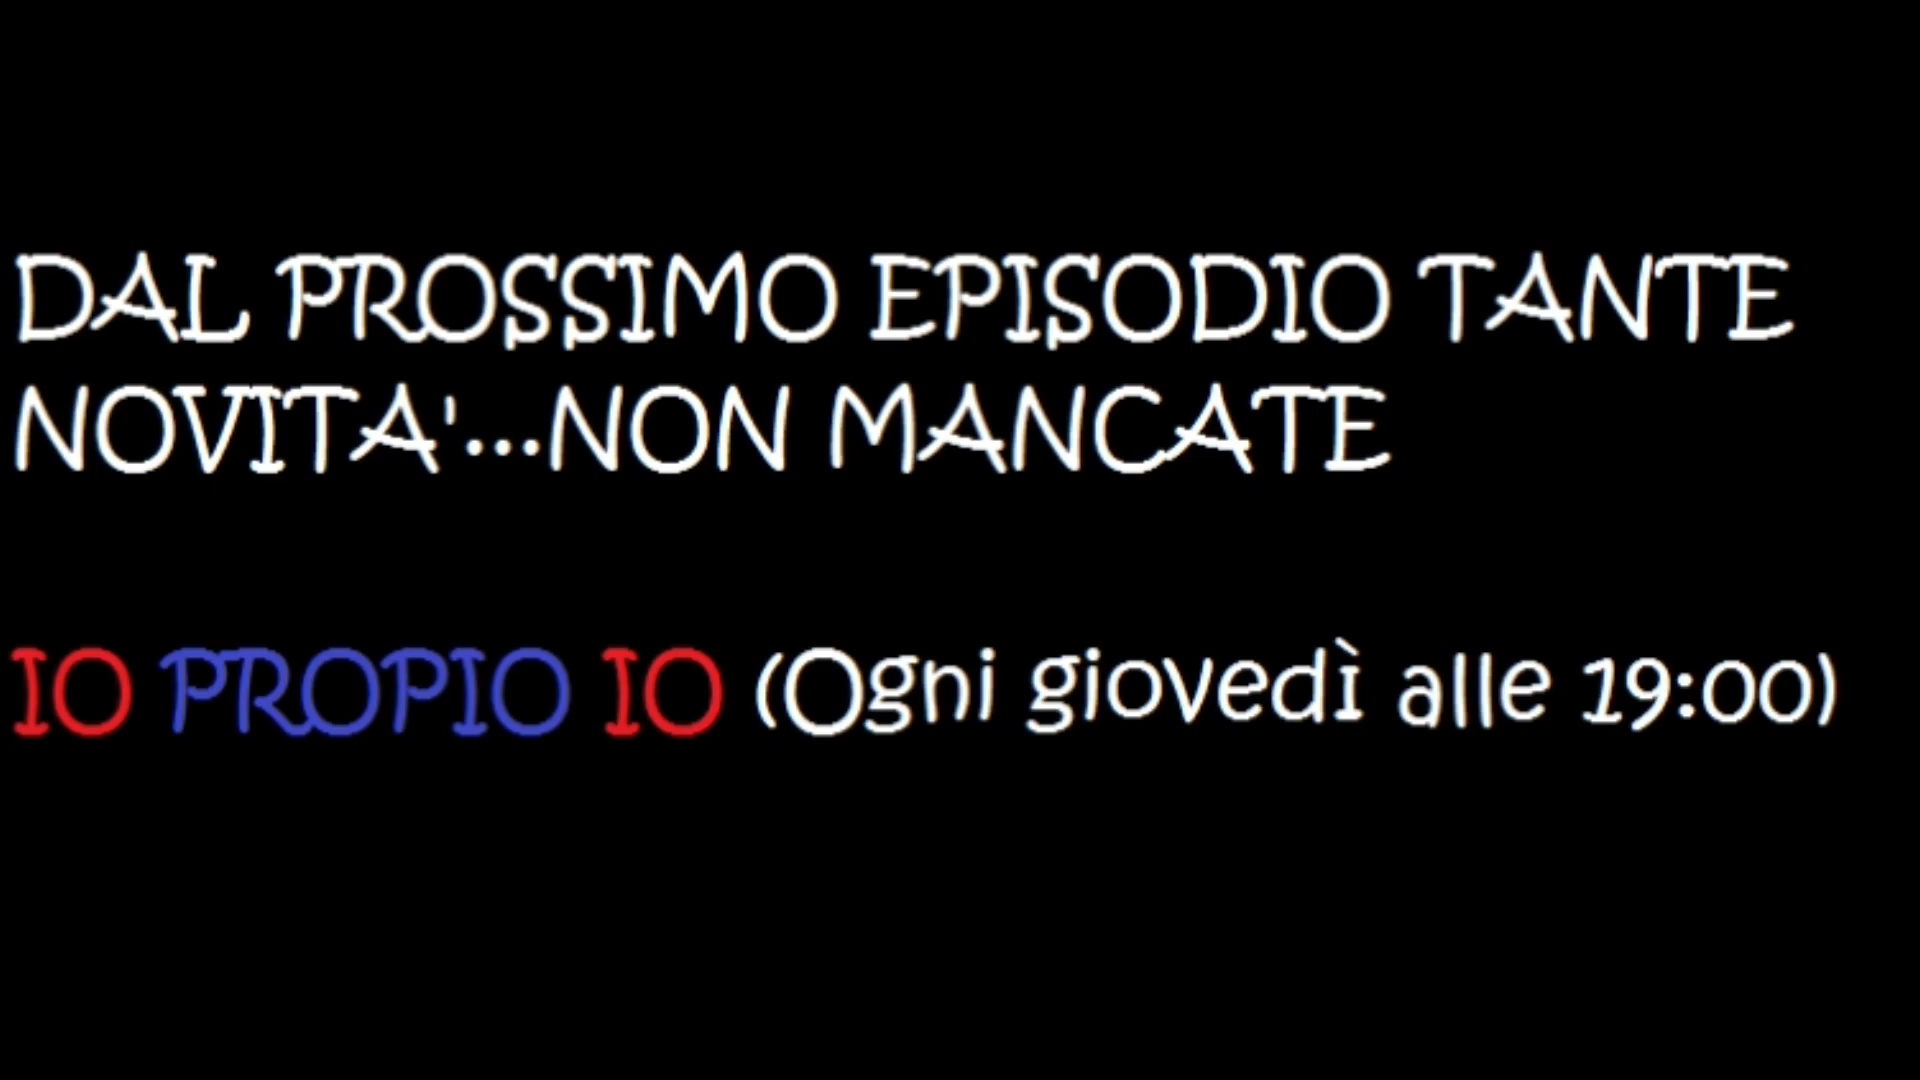 DAL PROSSIMO EPISODIO TANTE
NOVITA'...NON MANCATE
IO PROPIO IO (Ogni giovedì alle 19:00)